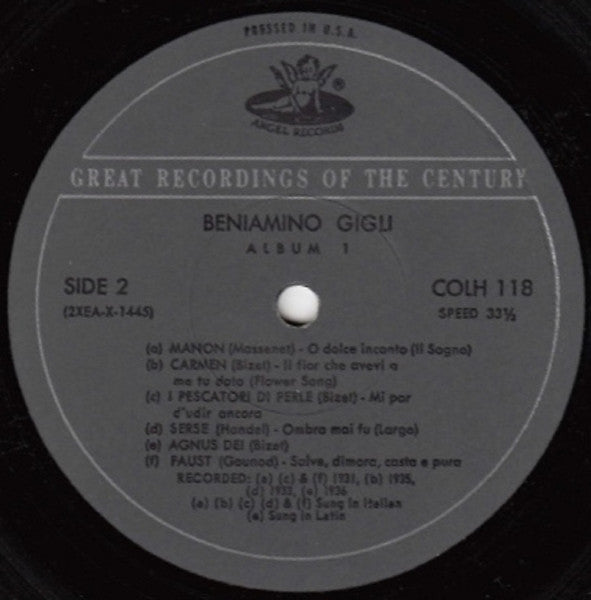 PRESSED IN U.S.A.
®
ANGEL RECORDS
GREAT RECORDINGS OF THE CENTURY
BENIAMINO GIGLI
ALBUM 1
SIDE 2
COLH 118
(2XEA-X-1445)
SPEED 33⅓
(a) MANON (Massenet) - O dolce incanto (Il Sogno)
(b) CARMEN (Bizet) - Il fior che avevi a
me tu dato (Flower Song)
(c) I PESCATORI DI PERLE (Bizet) - Mi par
d'udir ancora
(d) SERSE (Handel) - Ombra mai fu (Largo)
(e) AGNUS DEI (Bizet)
(f) FAUST (Gounod) - Salve, dimora, casta e pura
RECORDED: (a) (c) & (f) 1931, (b) 1935,
(d) 1933, (e) 1936
(a) (b) (c) (d) & (f) Sung in Italian
(e) Sung in Latin